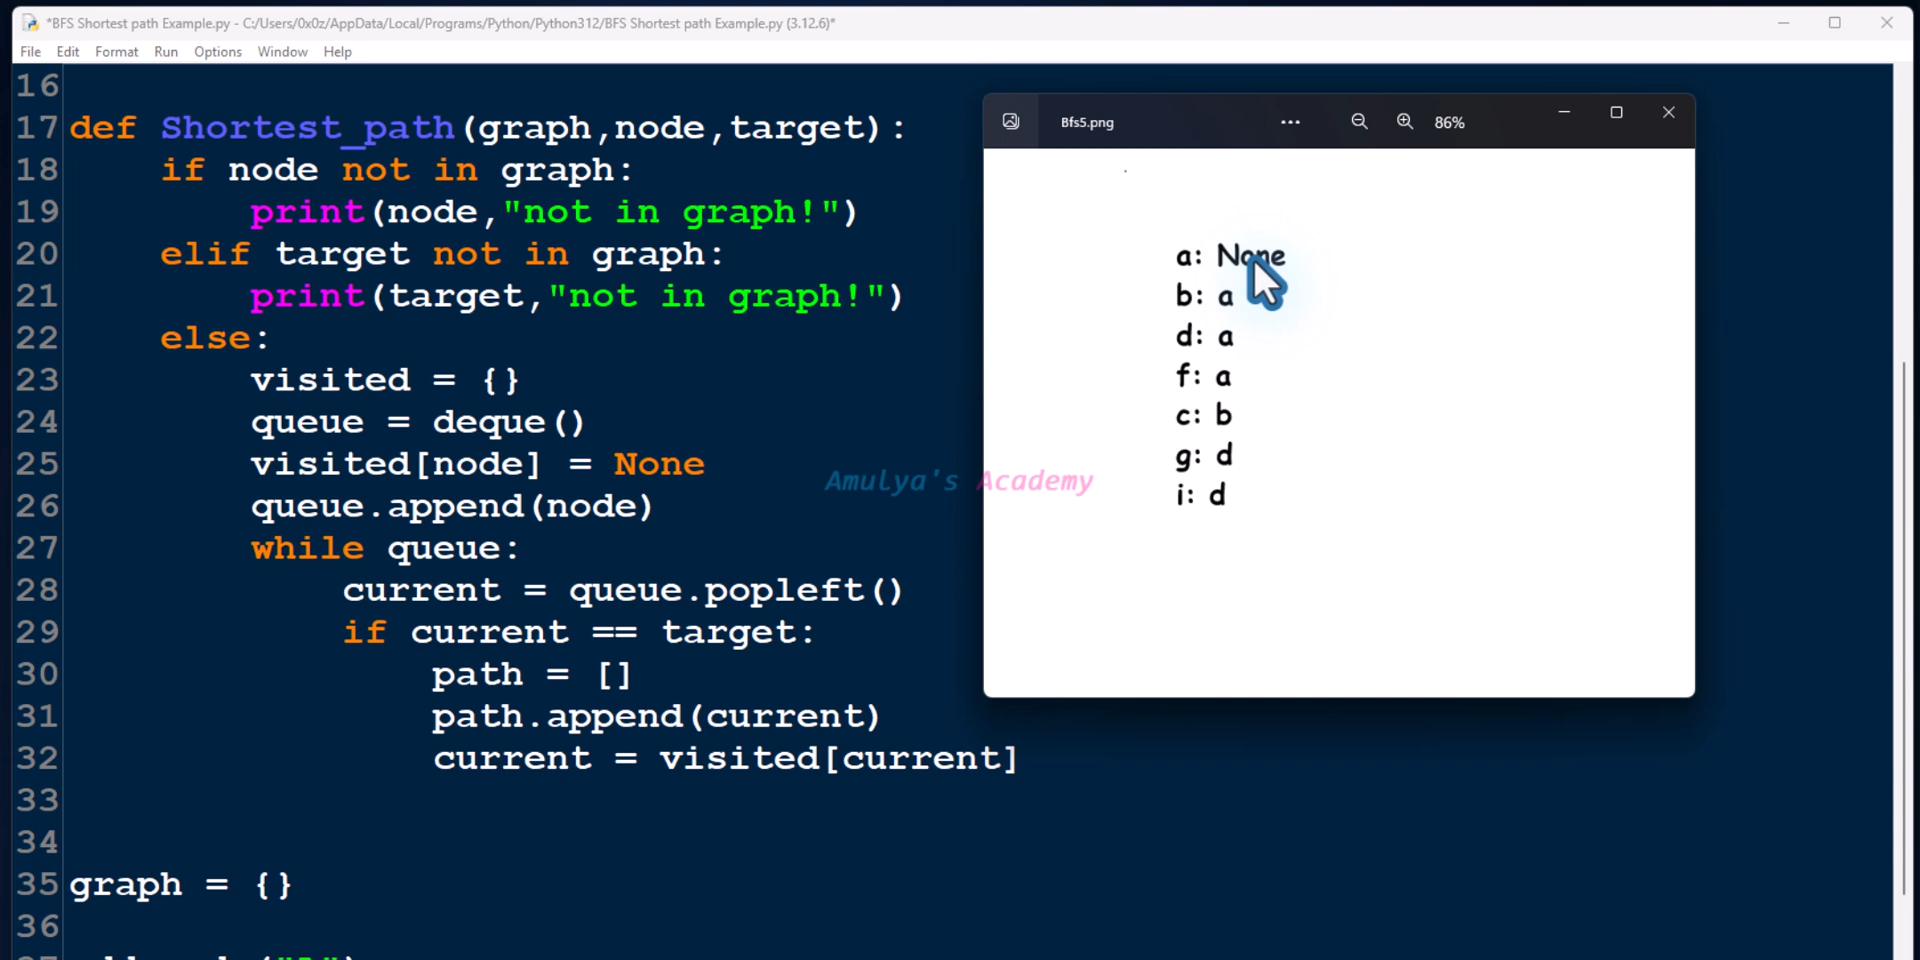 *BFS Shortest path Example.py - C:/Users/0x0z/AppData/Local/Programs/Python/Python312/BFS Shortest path Example.py (3.12.6)*
File Edit Format Run Options Window Help
16
17 def Shortest_path(graph,node,target):
18 if node not in graph:
19 print(node,"not in graph!")
20 elif target not in graph:
21 print(target,"not in graph!")
22 else:
23 visited = {}
24 queue = deque()
25 visited[node] = None
26 queue.append(node)
27 while queue:
28 current = queue.popleft()
29 if current == target:
30 path = []
31 path.append(current)
32 current = visited[current]
33
34
35 graph = {}
36
Bfs5.png ... 86%
a: None
b: a
d: a
f: a
c: b
g: d
i: d
Amulya's Academy